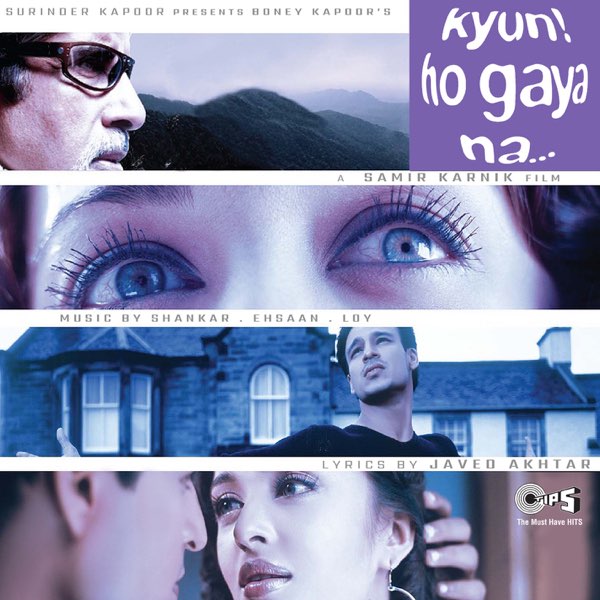 SURINDER KAPOOR PRESENTS BONEY KAPOOR'S
kyun!
ho gaya
na...
A SAMIR KARNIK FILM
MUSIC BY SHANKAR . EHSAAN . LOY
LYRICS BY JAVED AKHTAR
TIPS
The Must Have HITS